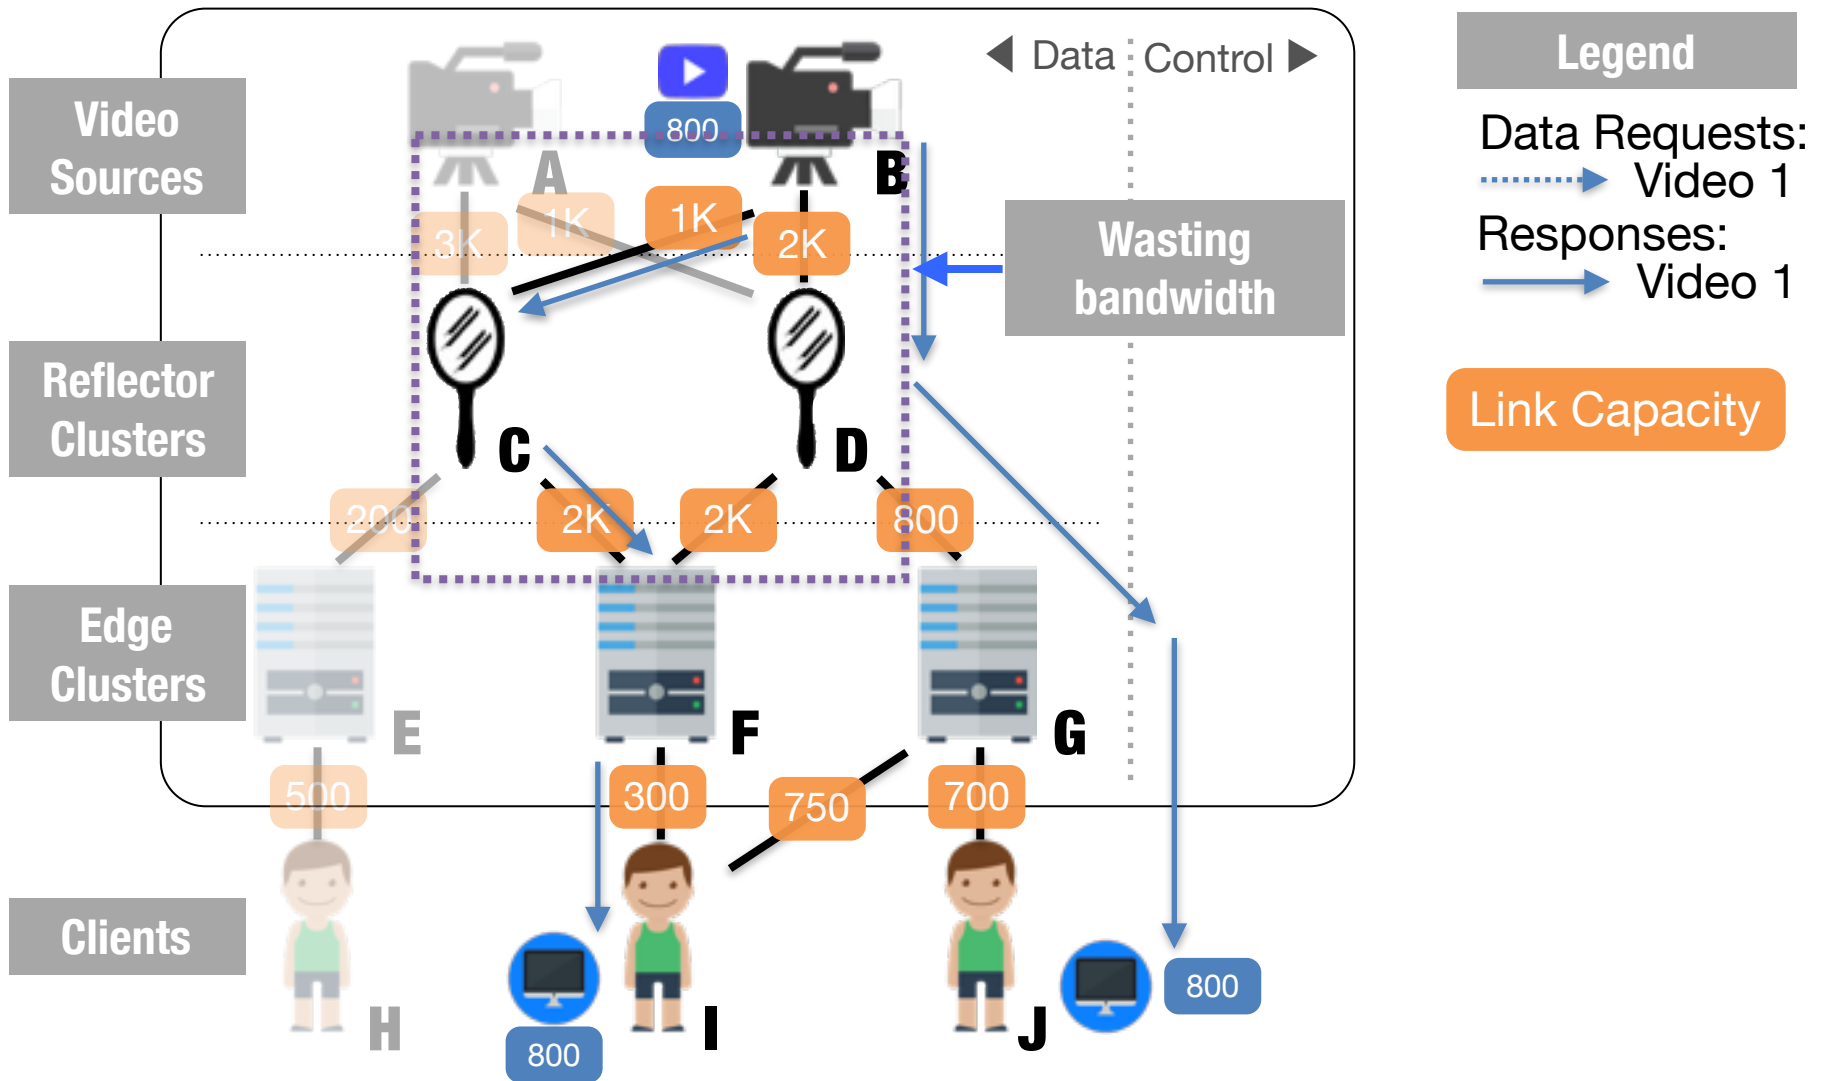 ◀ Data
Control ▶
Legend
Video
Sources
800
A
B
Data Requests:
Video 1
Responses:
Video 1
3K
1K
1K
2K
Wasting
bandwidth
Reflector
Clusters
C
D
Link Capacity
200
2K
2K
800
Edge
Clusters
E
F
G
500
300
750
700
Clients
H
I
J
800
800